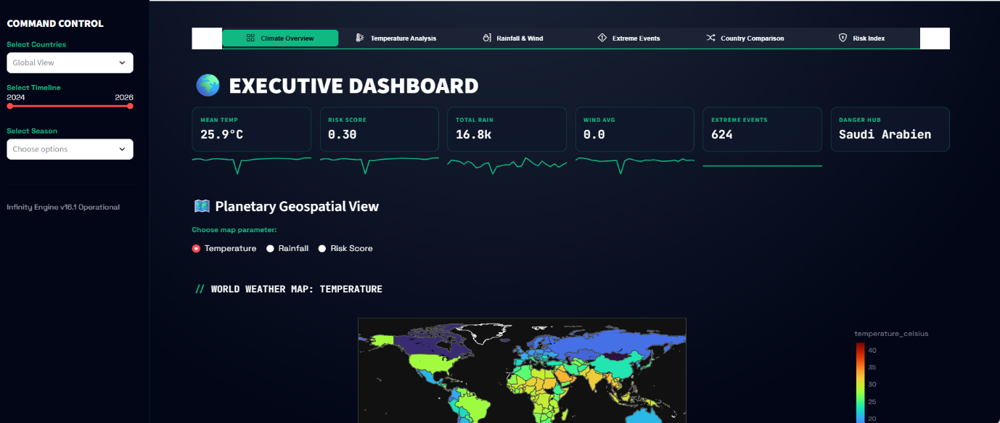 COMMAND CONTROL
Select Countries
Global View
Select Timeline
2024 2026
Select Season
Choose options
Infinity Engine v16.1 Operational
Climate Overview Temperature Analysis Rainfall & Wind Extreme Events Country Comparison Risk Index
EXECUTIVE DASHBOARD
MEAN TEMP
25.9°C
RISK SCORE
0.30
TOTAL RAIN
16.8k
WIND AVG
0.0
EXTREME EVENTS
624
DANGER HUB
Saudi Arabien
Planetary Geospatial View
Choose map parameter:
Temperature Rainfall Risk Score
// WORLD WEATHER MAP: TEMPERATURE
temperature_celsius
40
35
30
25
20